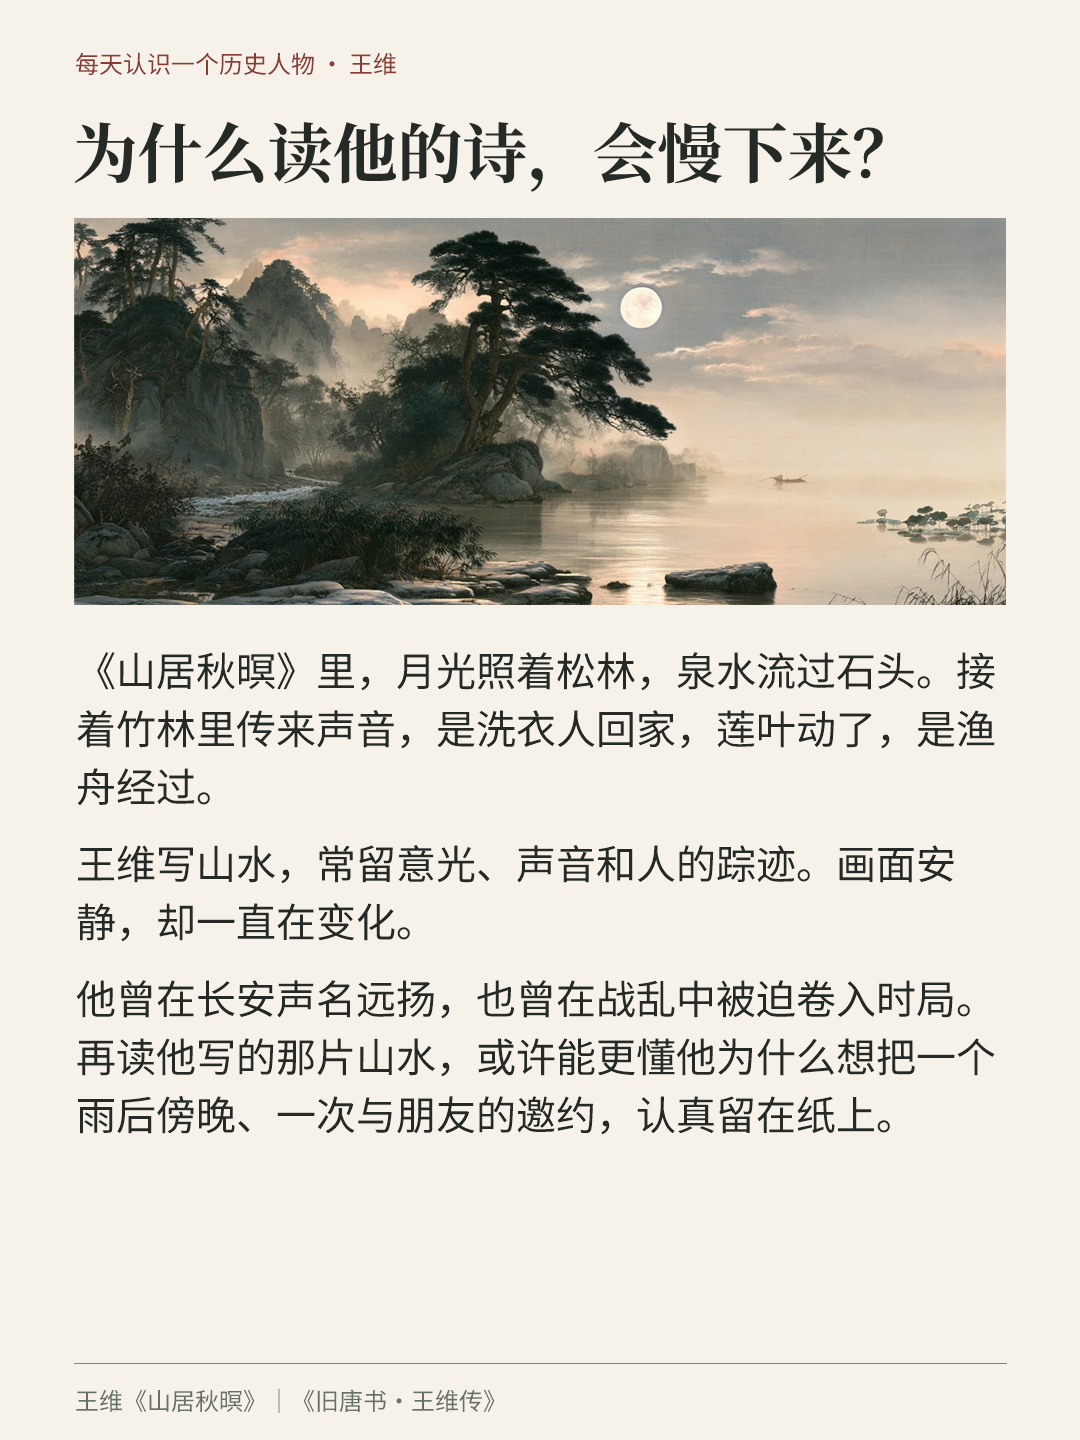 每天认识一个历史人物 · 王维
为什么读他的诗，会慢下来？
《山居秋暝》里，月光照着松林，泉水流过石头。接
着竹林里传来声音，是洗衣人回家，莲叶动了，是渔
舟经过。
王维写山水，常留意光、声音和人的踪迹。画面安
静，却一直在变化。
他曾在长安声名远扬，也曾在战乱中被迫卷入时局。
再读他写的那片山水，或许能更懂他为什么想把一个
雨后傍晚、一次与朋友的邀约，认真留在纸上。
王维《山居秋暝》｜《旧唐书·王维传》